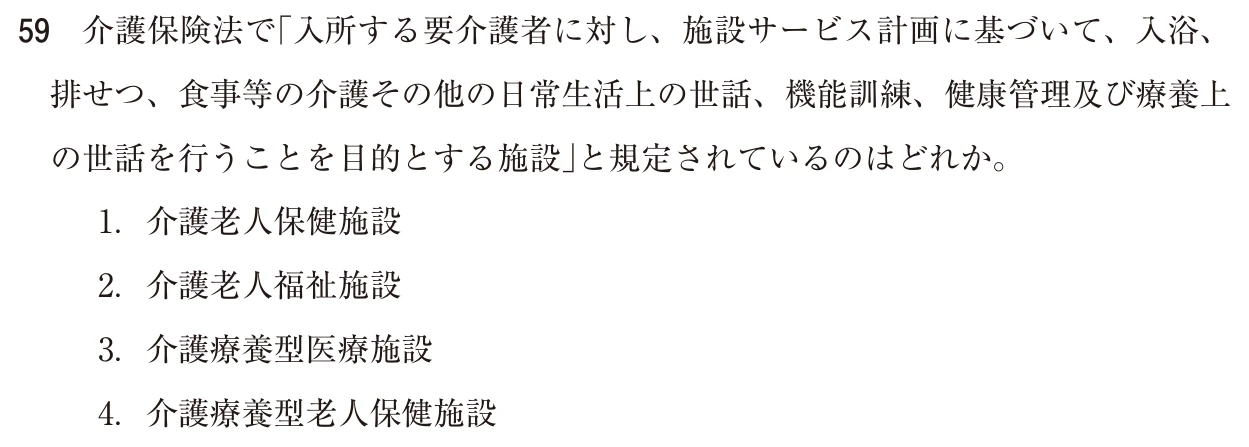 59 介護保険法で「入所する要介護者に対し、施設サービス計画に基づいて、入浴、
排せつ、食事等の介護その他の日常生活上の世話、機能訓練、健康管理及び療養上
の世話を行うことを目的とする施設」と規定されているのはどれか。
1. 介護老人保健施設
2. 介護老人福祉施設
3. 介護療養型医療施設
4. 介護療養型老人保健施設